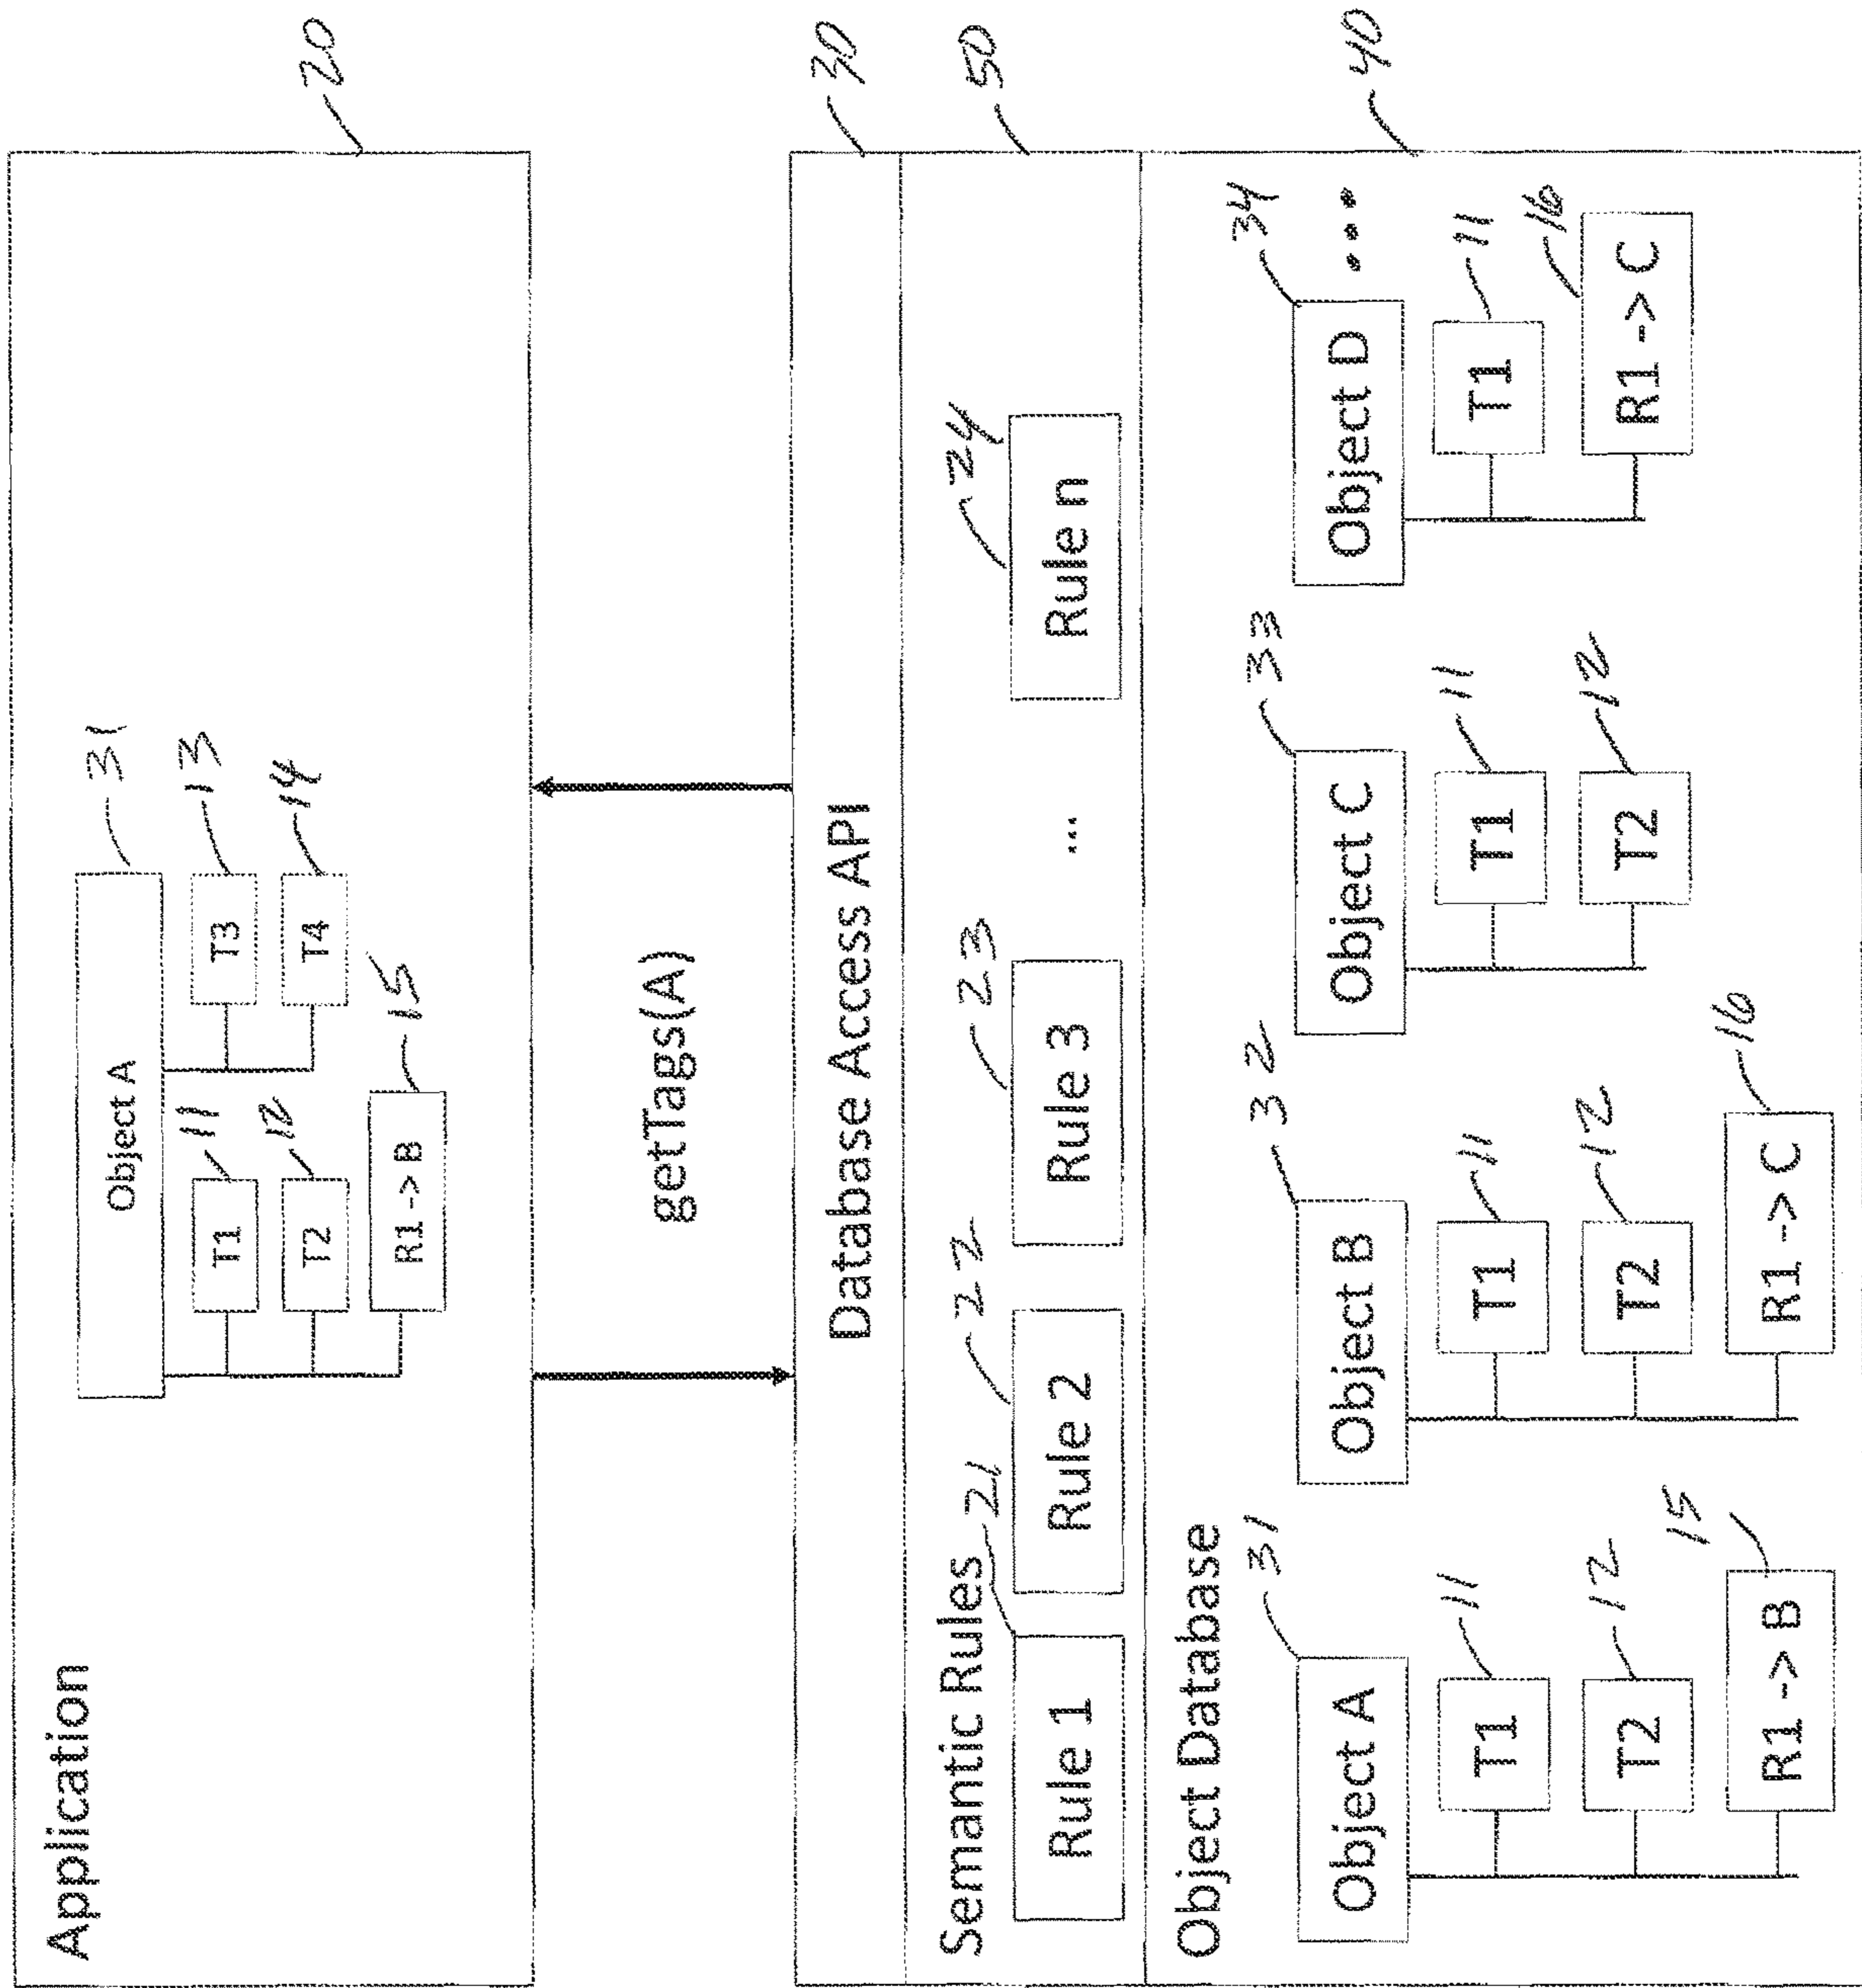 Application
20
Object A
31
T1
11
T3
13
T2
12
T4
14
R1 -> B
15
getTags(A)
Database Access API
30
Semantic Rules
50
21
22
23
24
Rule 1
Rule 2
Rule 3
...
Rule n
Object Database
40
31
32
33
34
Object A
Object B
Object C
Object D
...
11
11
11
11
T1
T1
T1
T1
12
12
12
16
T2
T2
T2
R1 -> C
15
16
R1 -> B
R1 -> C